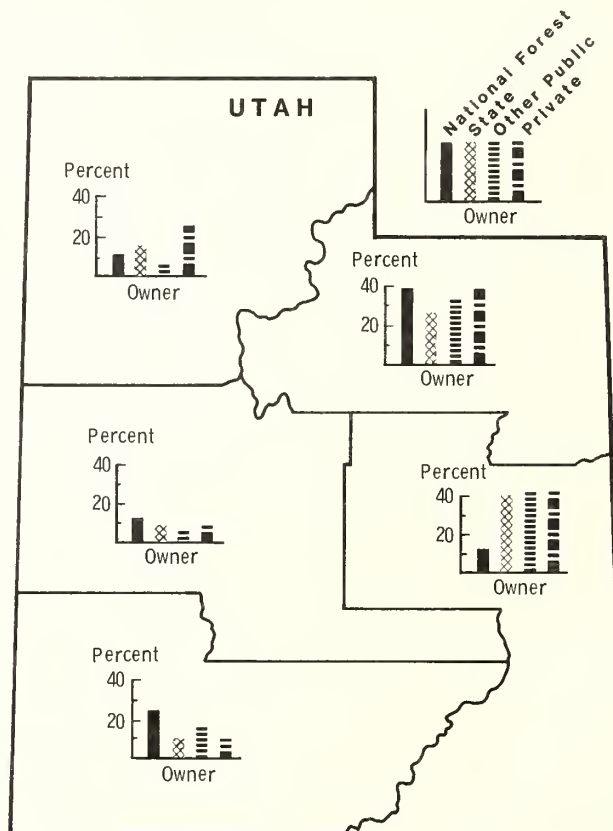 National Forest
State
Other Public
Private
Owner
UTAH
Percent
40
20
Owner
Percent
40
20
Owner
Percent
40
20
Owner
Percent
40
20
Owner
Percent
40
20
Owner